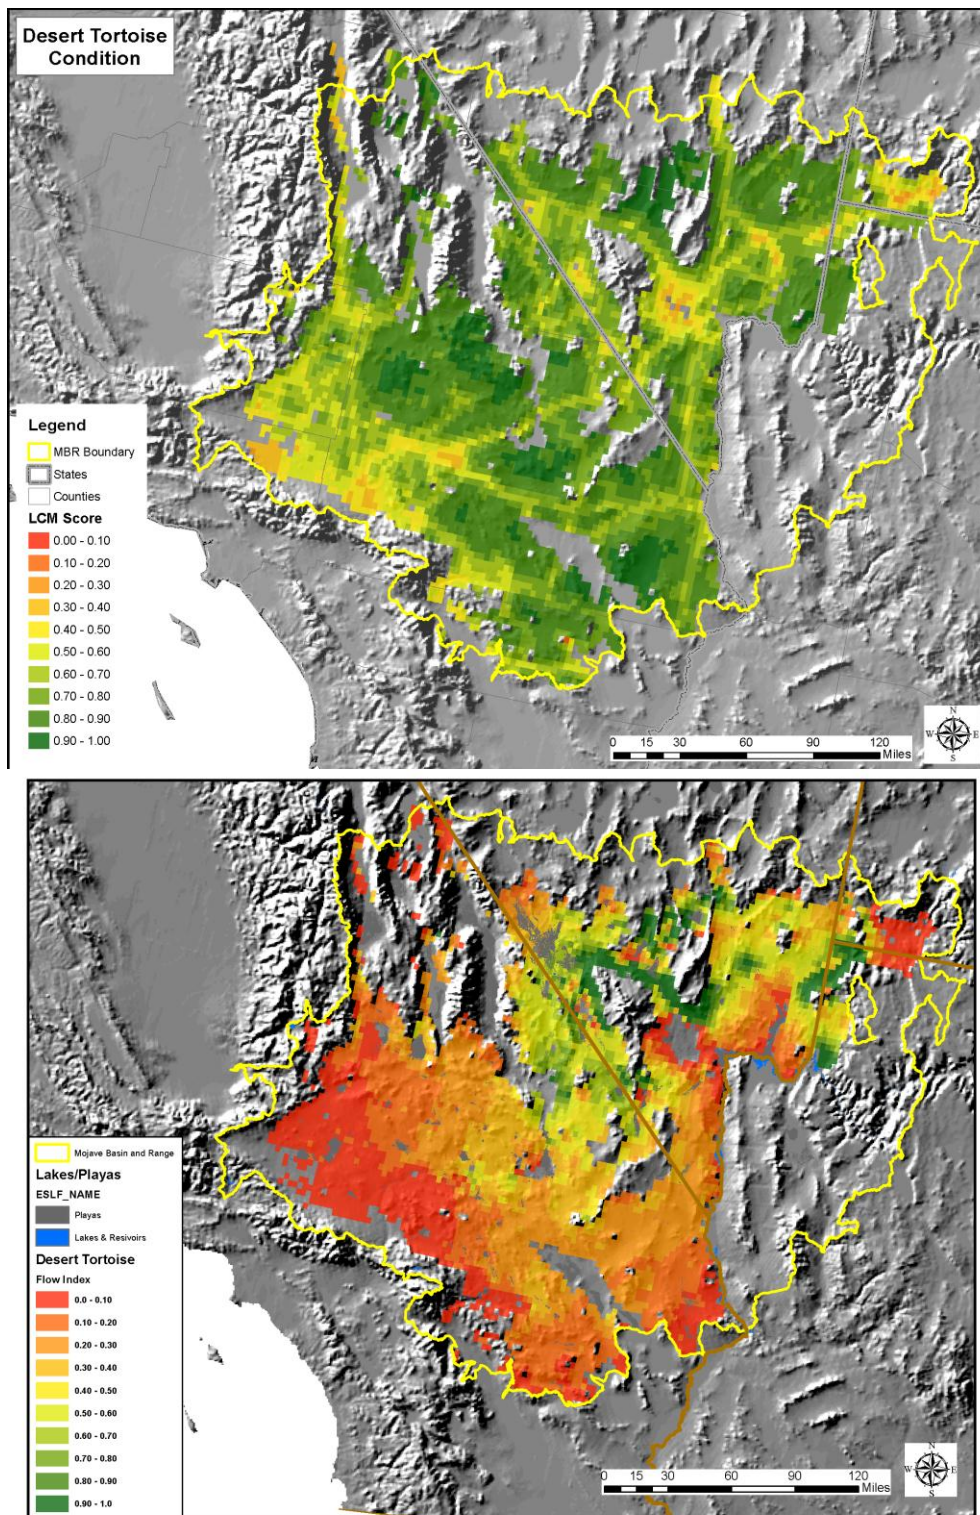 Desert Tortoise
Condition
Legend
MBR Boundary
States
Counties
LCM Score
0.00 - 0.10
0.10 - 0.20
0.20 - 0.30
0.30 - 0.40
0.40 - 0.50
0.50 - 0.60
0.60 - 0.70
0.70 - 0.80
0.80 - 0.90
0.90 - 1.00
N
W E
S
0 15 30 60 90 120
Miles
Mojave Basin and Range
Lakes/Playas
ESLF_NAME
Playas
Lakes & Resivoirs
Desert Tortoise
Flow Index
0.0 - 0.10
0.10 - 0.20
0.20 - 0.30
0.30 - 0.40
0.40 - 0.50
0.50 - 0.60
0.60 - 0.70
0.70 - 0.80
0.80 - 0.90
0.90 - 1.0
N
W E
S
0 15 30 60 90 120
Miles